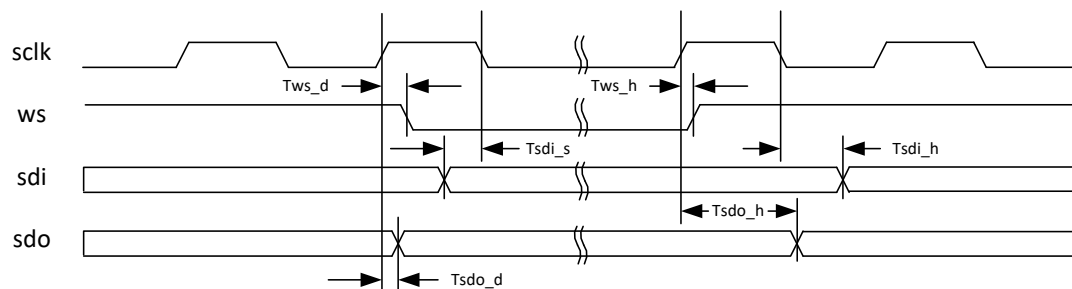 sclk
Tws_d
Tws_h
ws
Tsdi_s
Tsdi_h
sdi
Tsdo_h
sdo
Tsdo_d